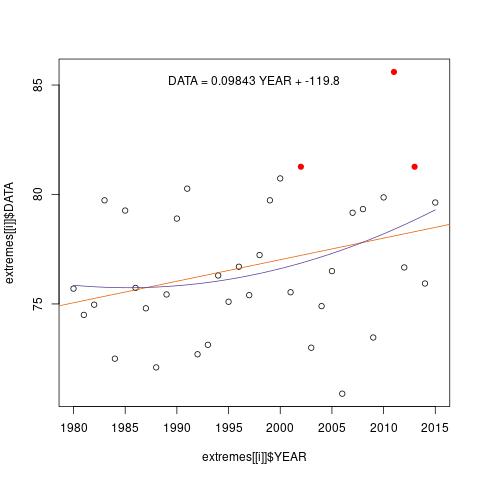 DATA = 0.09843 YEAR + -119.8
85
80
75
extremes[[i]]$DATA
1980 1985 1990 1995 2000 2005 2010 2015
extremes[[i]]$YEAR